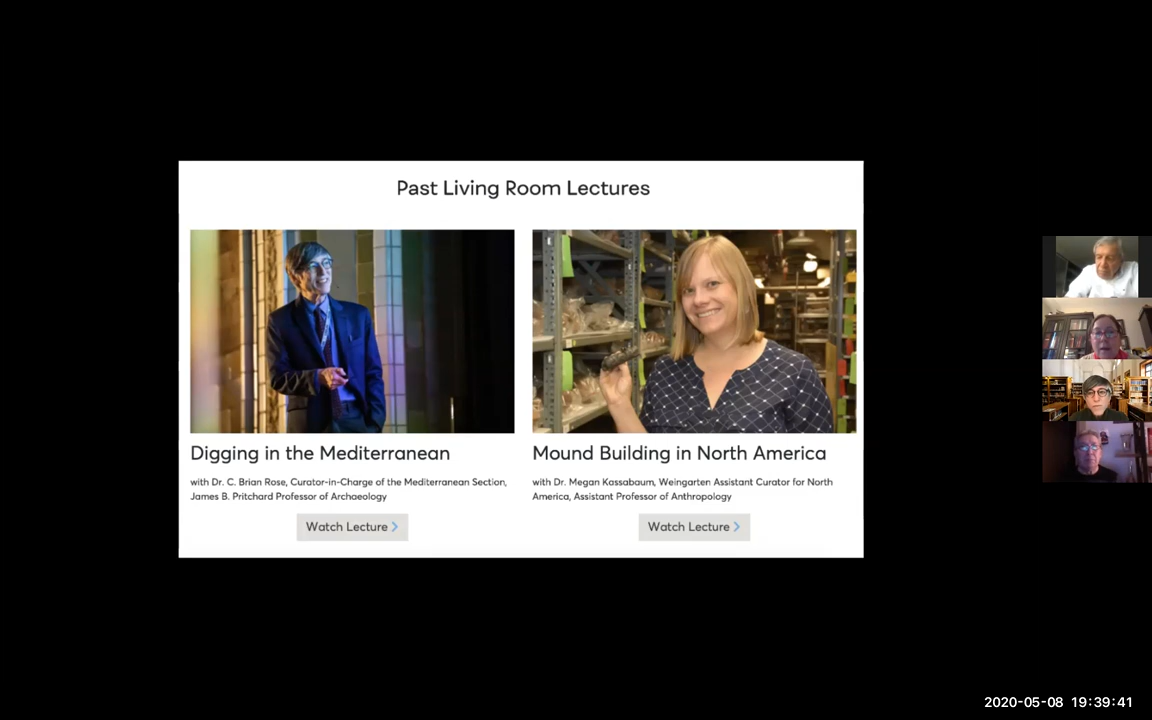 Past Living Room Lectures
Digging in the Mediterranean
with Dr. C. Brian Rose, Curator-in-Charge of the Mediterranean Section,
James B. Pritchard Professor of Archaeology
Watch Lecture >
Mound Building in North America
with Dr. Megan Kassabaum, Weingarten Assistant Curator for North
America, Assistant Professor of Anthropology
Watch Lecture >
2020-05-08 19:39:41